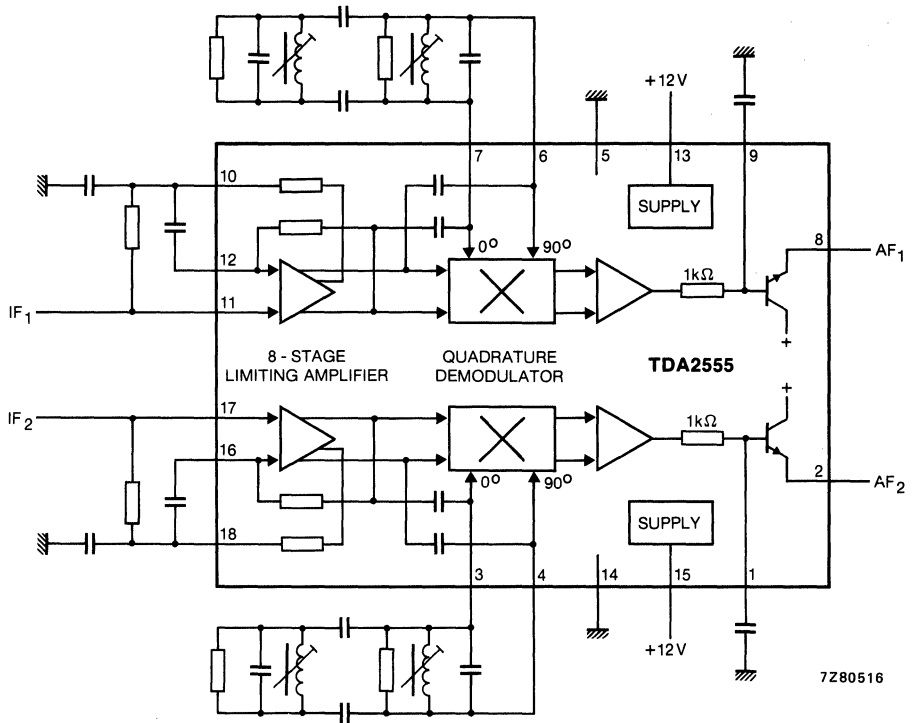 +12V
7
6
5
13
9
10
SUPPLY
0°
90°
8
AF1
12
1kΩ
11
IF1
+
8 - STAGE
LIMITING AMPLIFIER
QUADRATURE
DEMODULATOR
TDA2555
+
IF2
17
1kΩ
16
0°
90°
2
AF2
SUPPLY
18
3
4
14
15
1
+12V
7Z80516